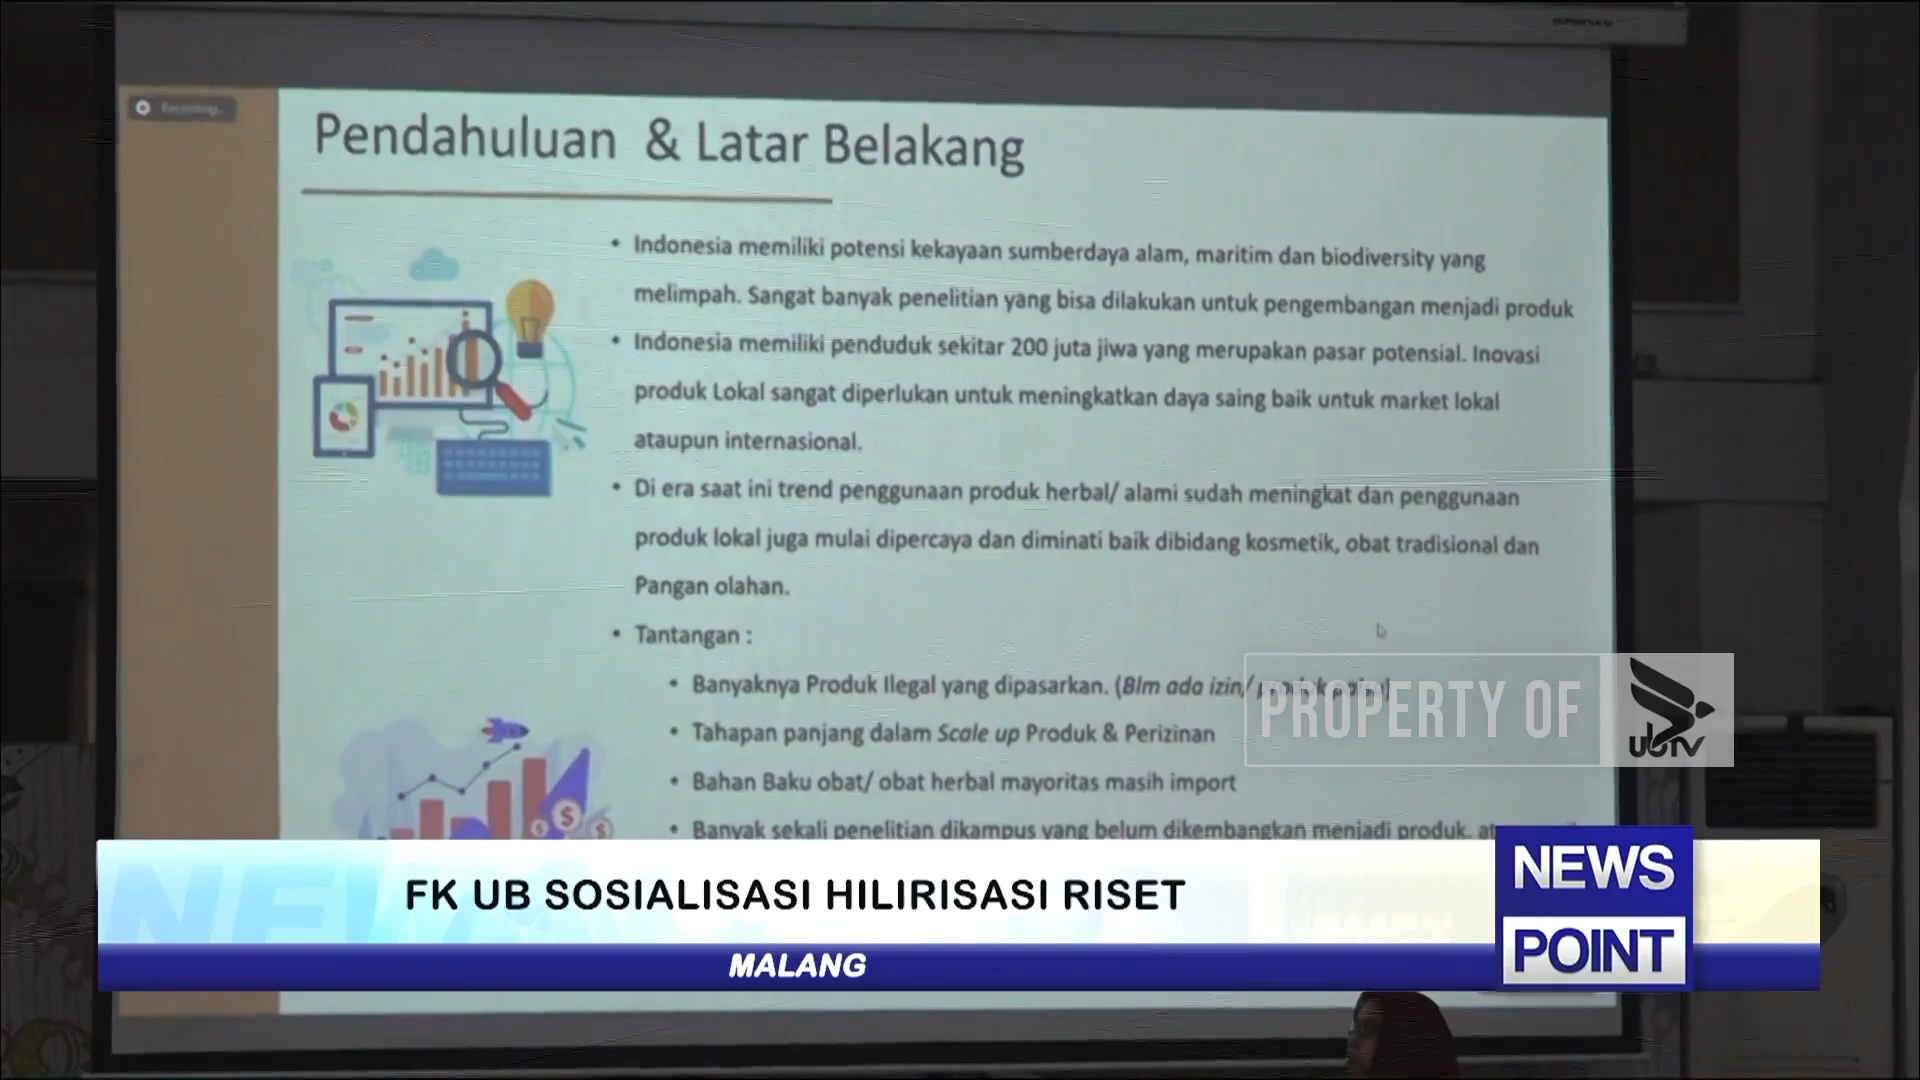 Recording...
Pendahuluan & Latar Belakang
• Indonesia memiliki potensi kekayaan sumberdaya alam, maritim dan biodiversity yang
melimpah. Sangat banyak penelitian yang bisa dilakukan untuk pengembangan menjadi produk
• Indonesia memiliki penduduk sekitar 200 juta jiwa yang merupakan pasar potensial. Inovasi
produk Lokal sangat diperlukan untuk meningkatkan daya saing baik untuk market lokal
ataupun internasional.
• Di era saat ini trend penggunaan produk herbal/ alami sudah meningkat dan penggunaan
produk lokal juga mulai dipercaya dan diminati baik dibidang kosmetik, obat tradisional dan
Pangan olahan.
• Tantangan :
• Banyaknya Produk Ilegal yang dipasarkan. (Blm ada izin/
• Tahapan panjang dalam Scale up Produk & Perizinan
• Bahan Baku obat/ obat herbal mayoritas masih import
• Banyak sekali penelitian dikampus yang belum dikembangkan menjadi produk.
PROPERTY OF
UBTV
FK UB SOSIALISASI HILIRISASI RISET
MALANG
NEWS
POINT